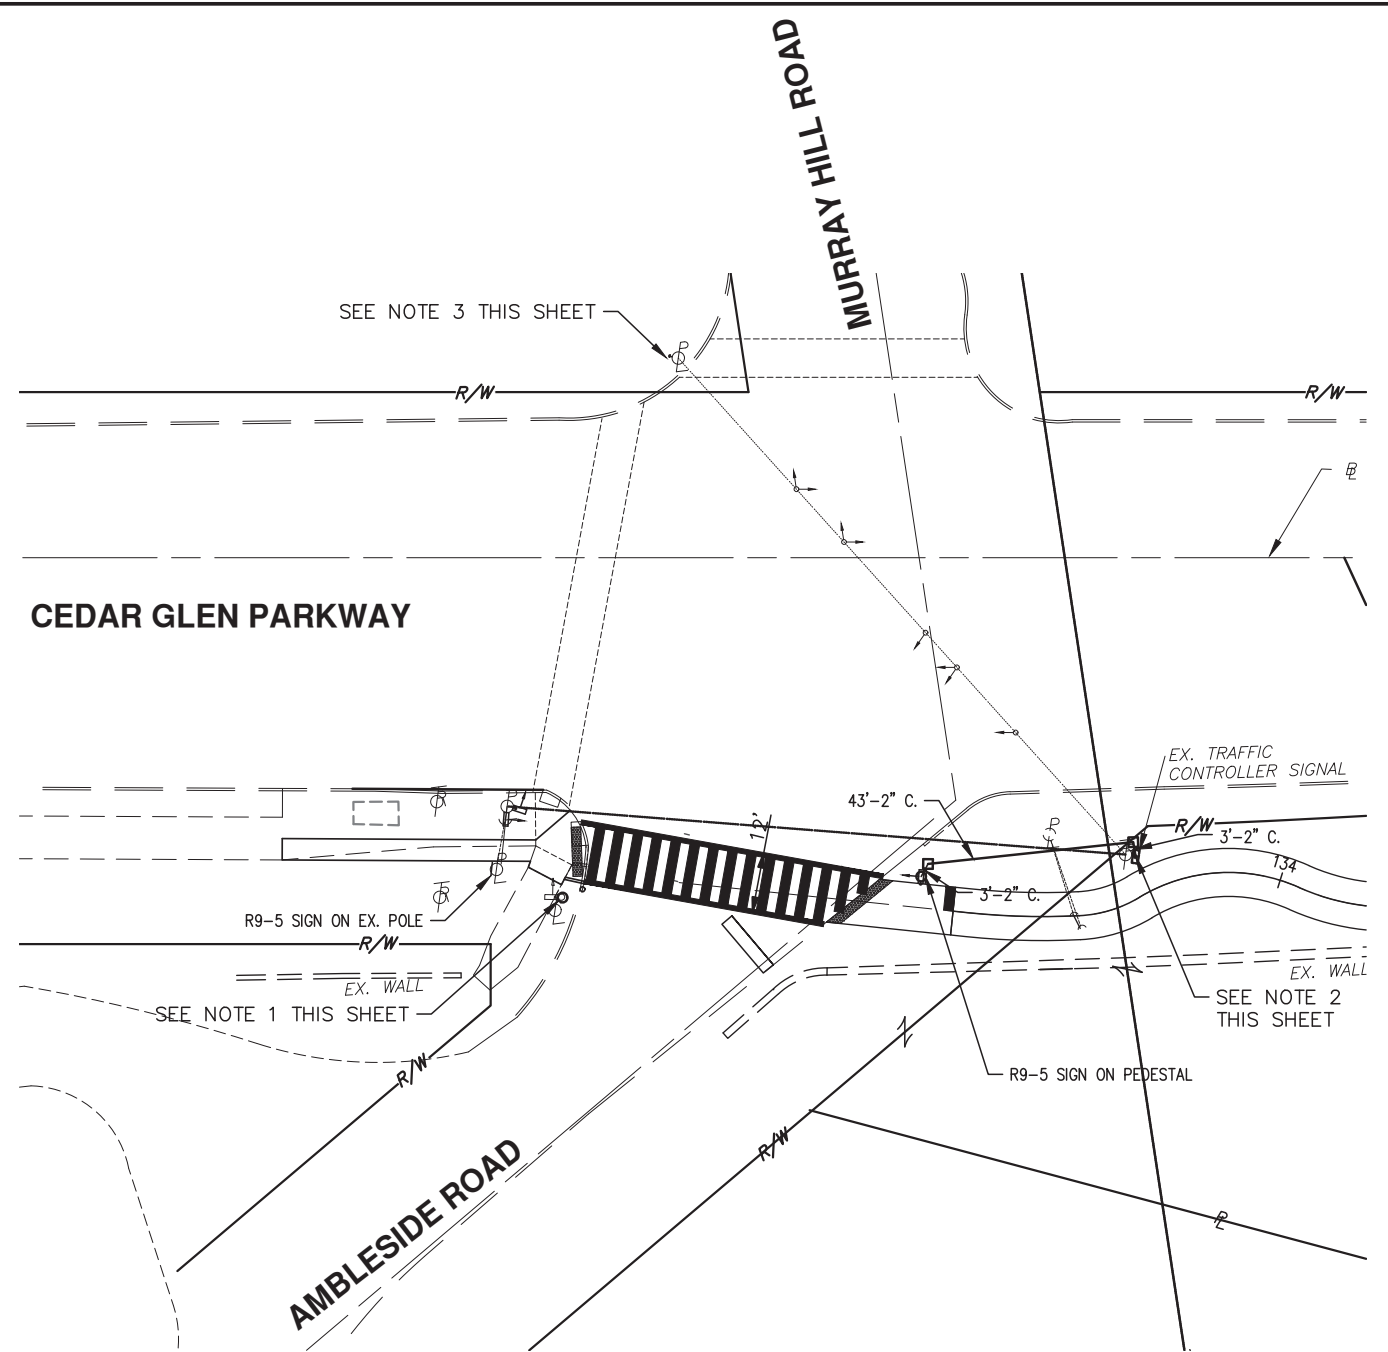 MURRAY HILL ROAD
SEE NOTE 3 THIS SHEET
R/W
R/W
CEDAR GLEN PARKWAY
EX. TRAFFIC
CONTROLLER SIGNAL
43'-2" C.
12'
R/W
3'-2" C.
134
3'-2" C.
R9-5 SIGN ON EX. POLE
R/W
EX. WALL
EX. WALL
SEE NOTE 1 THIS SHEET
SEE NOTE 2
THIS SHEET
R/W
R9-5 SIGN ON PEDESTAL
R/W
AMBLESIDE ROAD